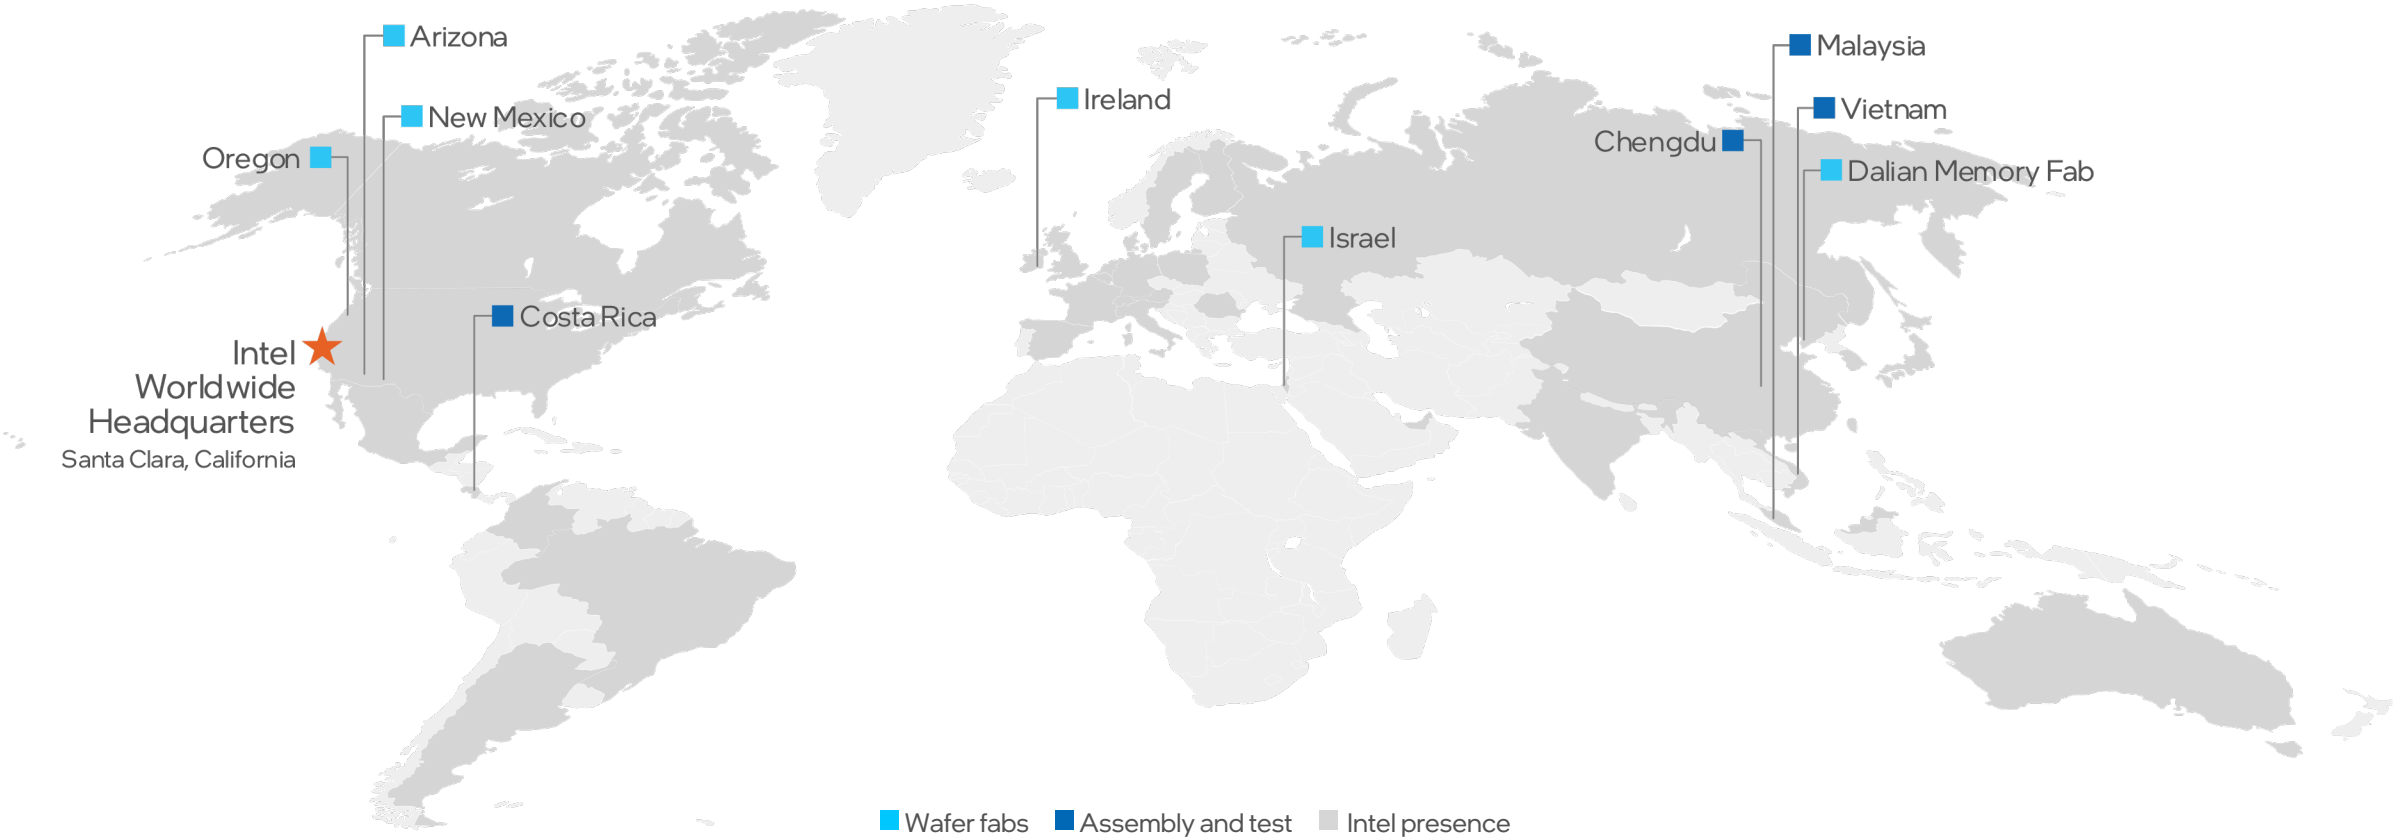 Arizona
New Mexico
Oregon
Intel
Worldwide
Headquarters
Santa Clara, California
Costa Rica
Ireland
Israel
Malaysia
Vietnam
Chengdu
Dalian Memory Fab
Wafer fabs
Assembly and test
Intel presence